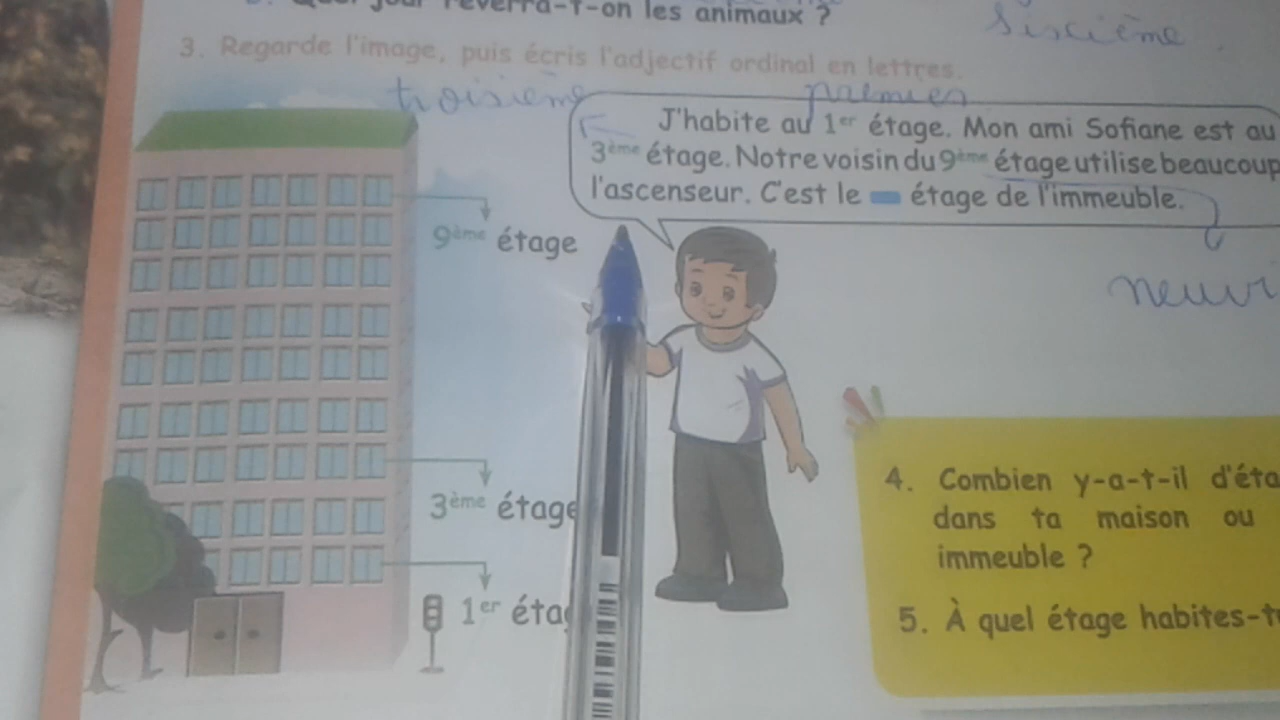 Quel jour reverra-t-on les animaux ?
sixième
3. Regarde l'image, puis écris l'adjectif ordinal en lettres.
troisième premier
J'habite au 1er étage. Mon ami Sofiane est au
3ème étage. Notre voisin du 9ème étage utilise beaucoup
l'ascenseur. C'est le étage de l'immeuble.
9ème étage
neuvi
4. Combien y-a-t-il d'éta
dans ta maison ou
immeuble ?
3ème étage
1er étag
5. À quel étage habites-t